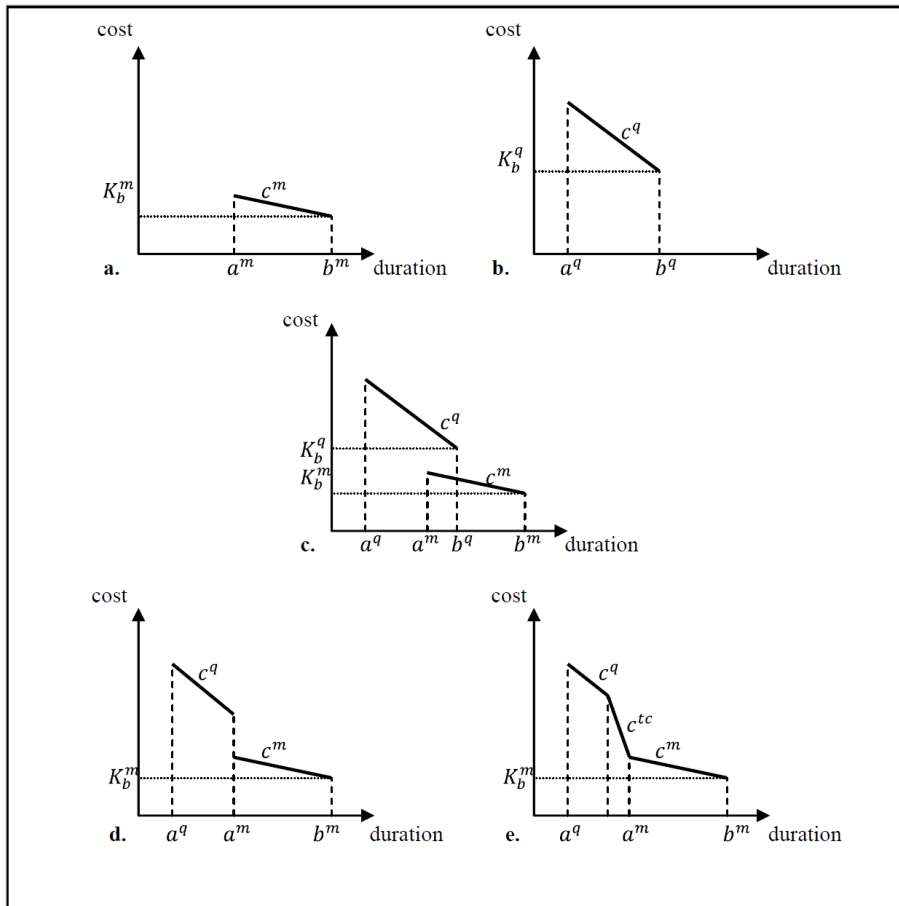 cost
K_b^m
c^m
a^m b^m duration
a.
cost
K_b^q
c^q
a^q b^q duration
b.
cost
c^q
K_b^q
K_b^m
c^m
c.
a^q a^m b^q b^m duration
cost
c^q
c^m
K_b^m
d.
a^q a^m b^m duration
cost
c^q
c^tc
c^m
K_b^m
e.
a^q a^m b^m duration